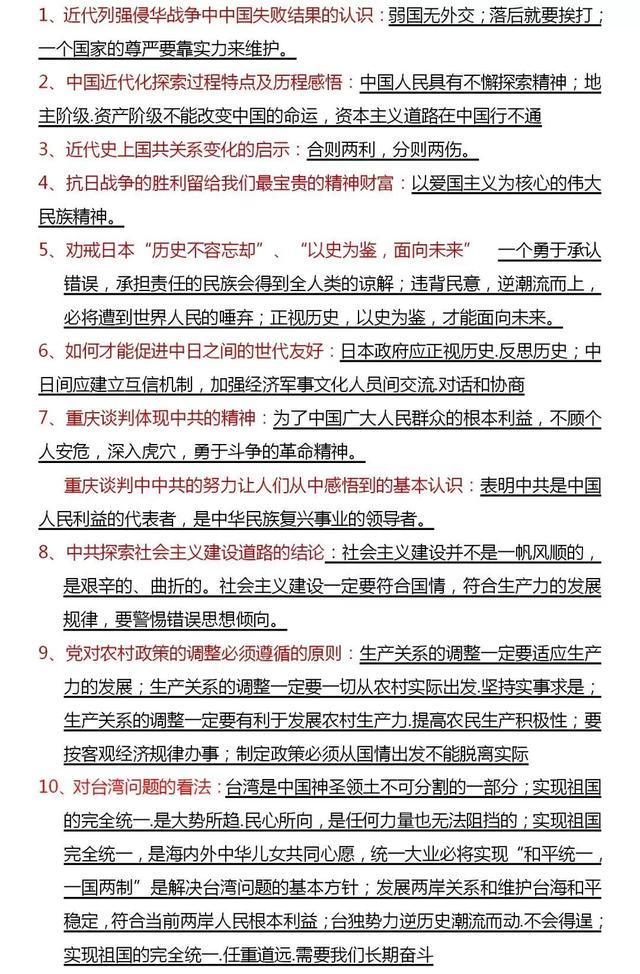 1、近代列强侵华战争中中国失败结果的认识：弱国无外交；落后就要挨打；
一个国家的尊严要靠实力来维护。
2、中国近代化探索过程特点及历程感悟：中国人民具有不懈探索精神；地
主阶级.资产阶级不能改变中国的命运，资本主义道路在中国行不通
3、近代史上国共关系变化的启示：合则两利，分则两伤。
4、抗日战争的胜利留给我们最宝贵的精神财富：以爱国主义为核心的伟大
民族精神。
5、劝戒日本“历史不容忘却”、“以史为鉴，面向未来” 一个勇于承认
错误，承担责任的民族会得到全人类的谅解；违背民意，逆潮流而上，
必将遭到世界人民的唾弃；正视历史，以史为鉴，才能面向未来。
6、如何才能促进中日之间的世代友好：日本政府应正视历史.反思历史；中
日间应建立互信机制，加强经济军事文化人员间交流.对话和协商
7、重庆谈判体现中共的精神：为了中国广大人民群众的根本利益，不顾个
人安危，深入虎穴，勇于斗争的革命精神。
重庆谈判中中共的努力让人们从中感悟到的基本认识：表明中共是中国
人民利益的代表者，是中华民族复兴事业的领导者。
8、中共探索社会主义建设道路的结论：社会主义建设并不是一帆风顺的，
是艰辛的、曲折的。社会主义建设一定要符合国情，符合生产力的发展
规律，要警惕错误思想倾向。
9、党对农村政策的调整必须遵循的原则：生产关系的调整一定要适应生产
力的发展；生产关系的调整一定要一切从农村实际出发.坚持实事求是；
生产关系的调整一定要有利于发展农村生产力.提高农民生产积极性；要
按客观经济规律办事；制定政策必须从国情出发不能脱离实际
10、对台湾问题的看法：台湾是中国神圣领土不可分割的一部分；实现祖国
的完全统一.是大势所趋.民心所向，是任何力量也无法阻挡的；实现祖国
完全统一，是海内外中华儿女共同心愿，统一大业必将实现“和平统一，
一国两制”是解决台湾问题的基本方针；发展两岸关系和维护台海和平
稳定，符合当前两岸人民根本利益；台独势力逆历史潮流而动.不会得逞；
实现祖国的完全统一.任重道远.需要我们长期奋斗